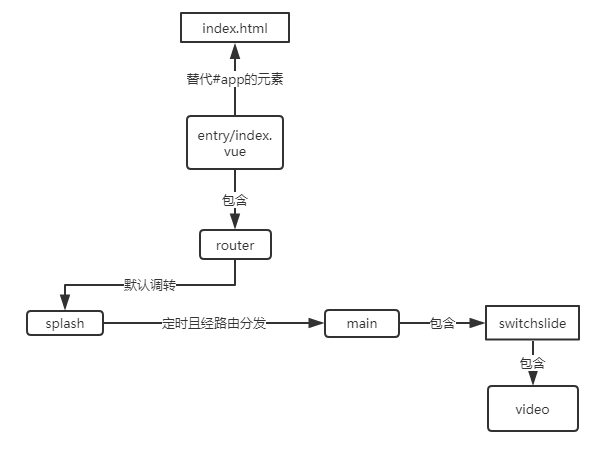 index.html
替代#app的元素
entry/index.
vue
包含
router
默认调转
splash
定时且经路由分发
main
包含
switchslide
包含
video